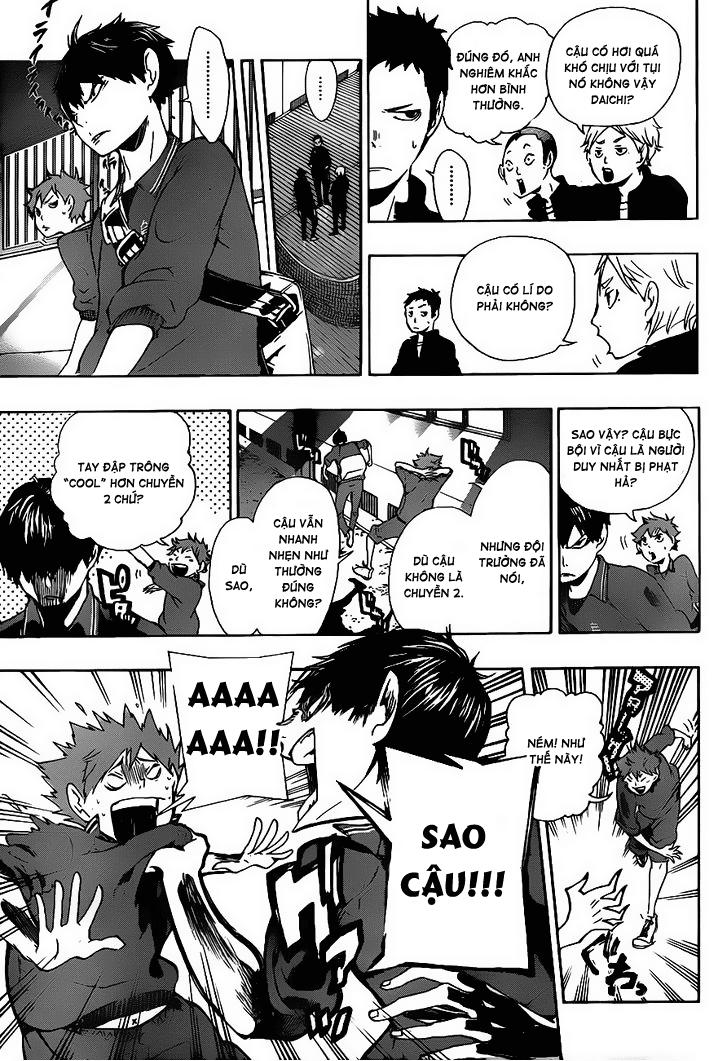 CẬU CÓ HƠI QUÁ
KHÓ CHỊU VỚI TỤI
NÓ KHÔNG VẬY
DAICHI?
ĐÚNG ĐÓ, ANH
NGHIÊM KHẮC
HƠN BÌNH
THƯỜNG.
CẬU CÓ LÍ DO
PHẢI KHÔNG?
SAO VẬY? CẬU BỰC
BỘI VÌ CẬU LÀ NGƯỜI
DUY NHẤT BỊ PHẠT
HẢ?
NHƯNG ĐỘI
TRƯỞNG ĐÃ
NÓI,
DÙ CẬU
KHÔNG LÀ
CHUYỀN 2.
CẬU VẪN
NHANH
NHẸN NHƯ
THƯỜNG
ĐÚNG
KHÔNG?
DÙ
SAO,
TAY ĐẬP TRÔNG
“COOL” HƠN CHUYỀN
2 CHỨ?
NÉM! NHƯ
THẾ NÀY!
SAO
CẬU!!!
AAAA
AAA!!